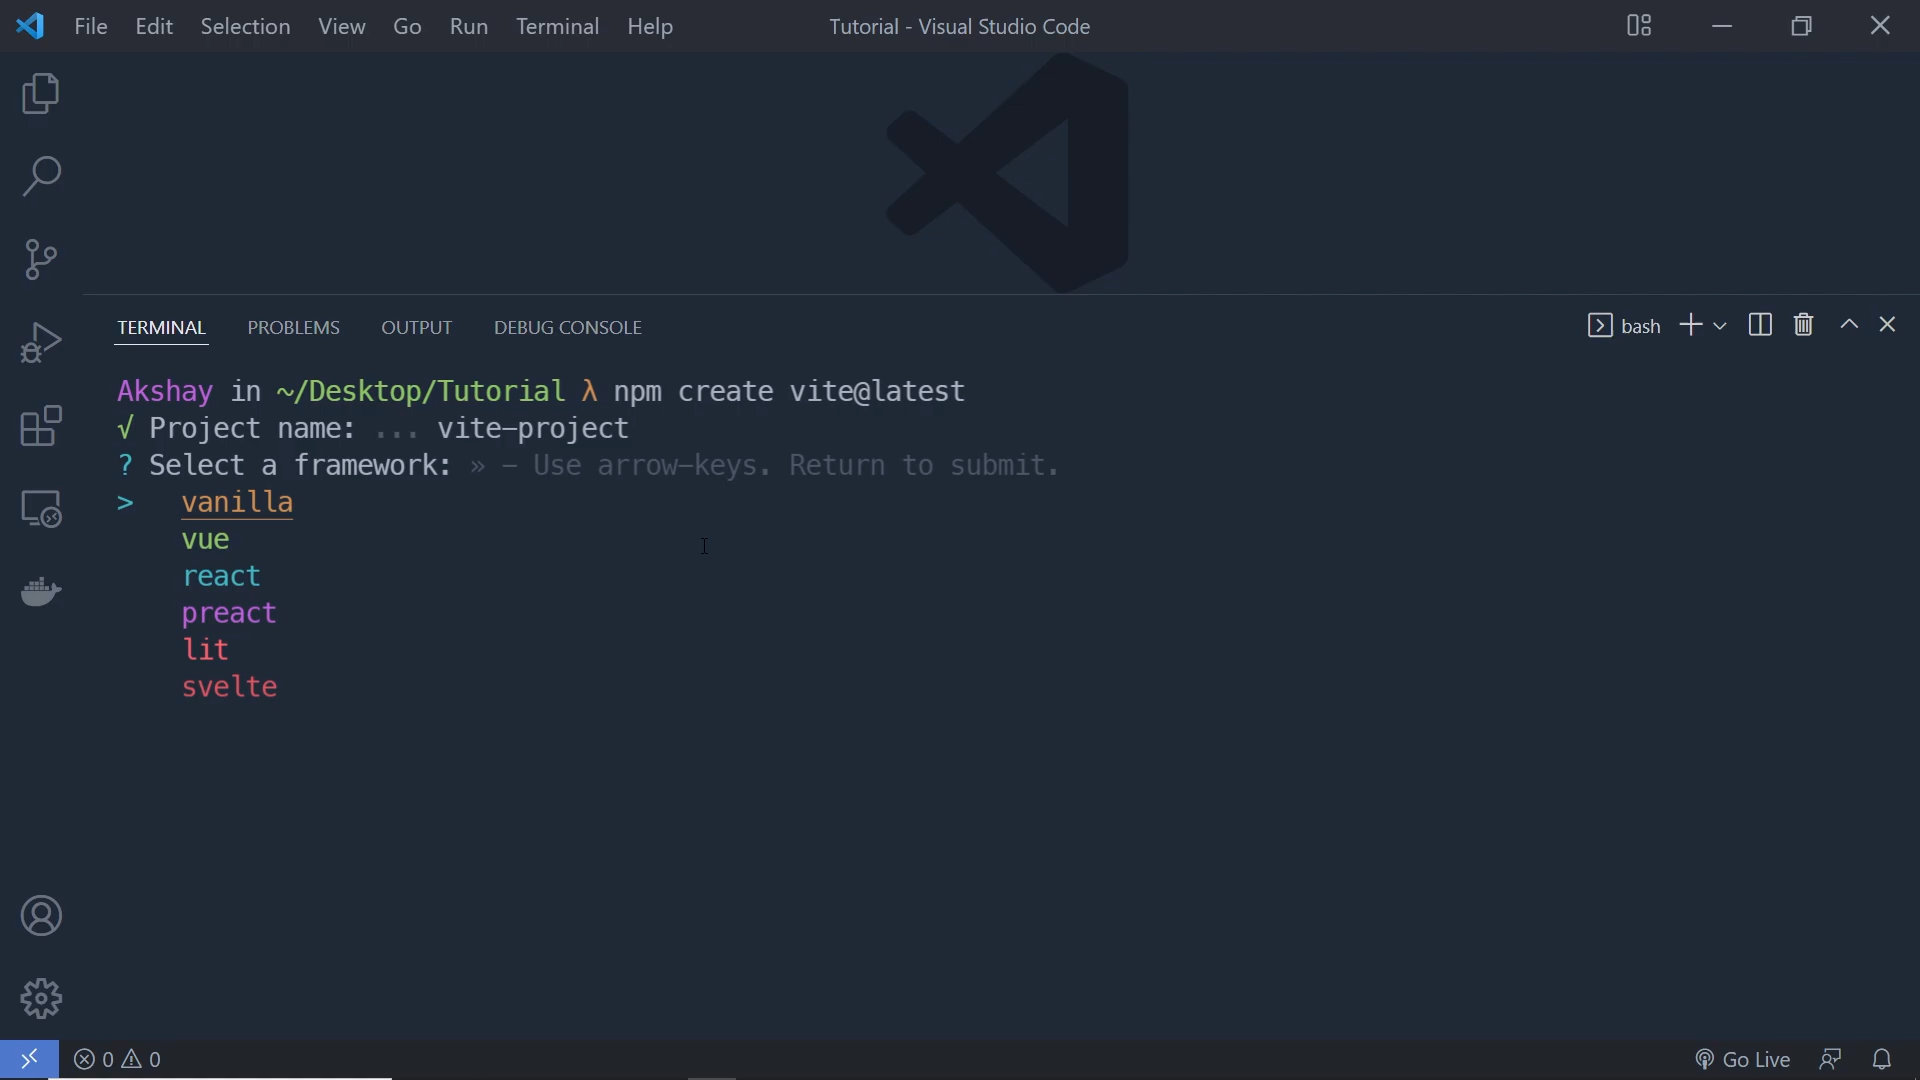 File Edit Selection View Go Run Terminal Help Tutorial - Visual Studio Code
TERMINAL PROBLEMS OUTPUT DEBUG CONSOLE bash
Akshay in ~/Desktop/Tutorial λ npm create vite@latest
√ Project name: ... vite-project
? Select a framework: » - Use arrow-keys. Return to submit.
> vanilla
vue
react
preact
lit
svelte
0 0 Go Live